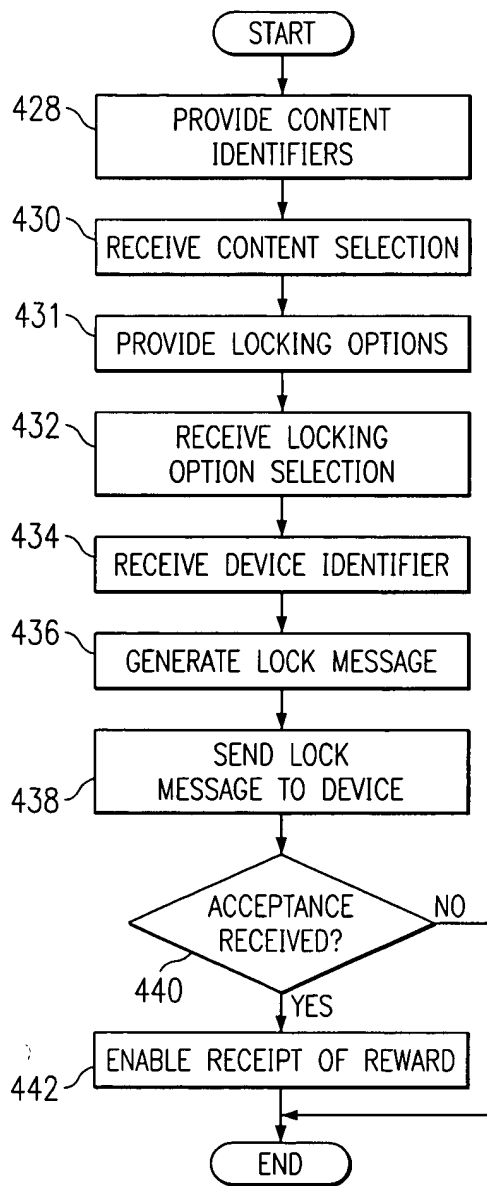 START
428
PROVIDE CONTENT
IDENTIFIERS
430
RECEIVE CONTENT SELECTION
431
PROVIDE LOCKING OPTIONS
432
RECEIVE LOCKING
OPTION SELECTION
434
RECEIVE DEVICE IDENTIFIER
436
GENERATE LOCK MESSAGE
SEND LOCK
MESSAGE TO DEVICE
438
ACCEPTANCE
RECEIVED?
NO
440
YES
ENABLE RECEIPT OF REWARD
442
END